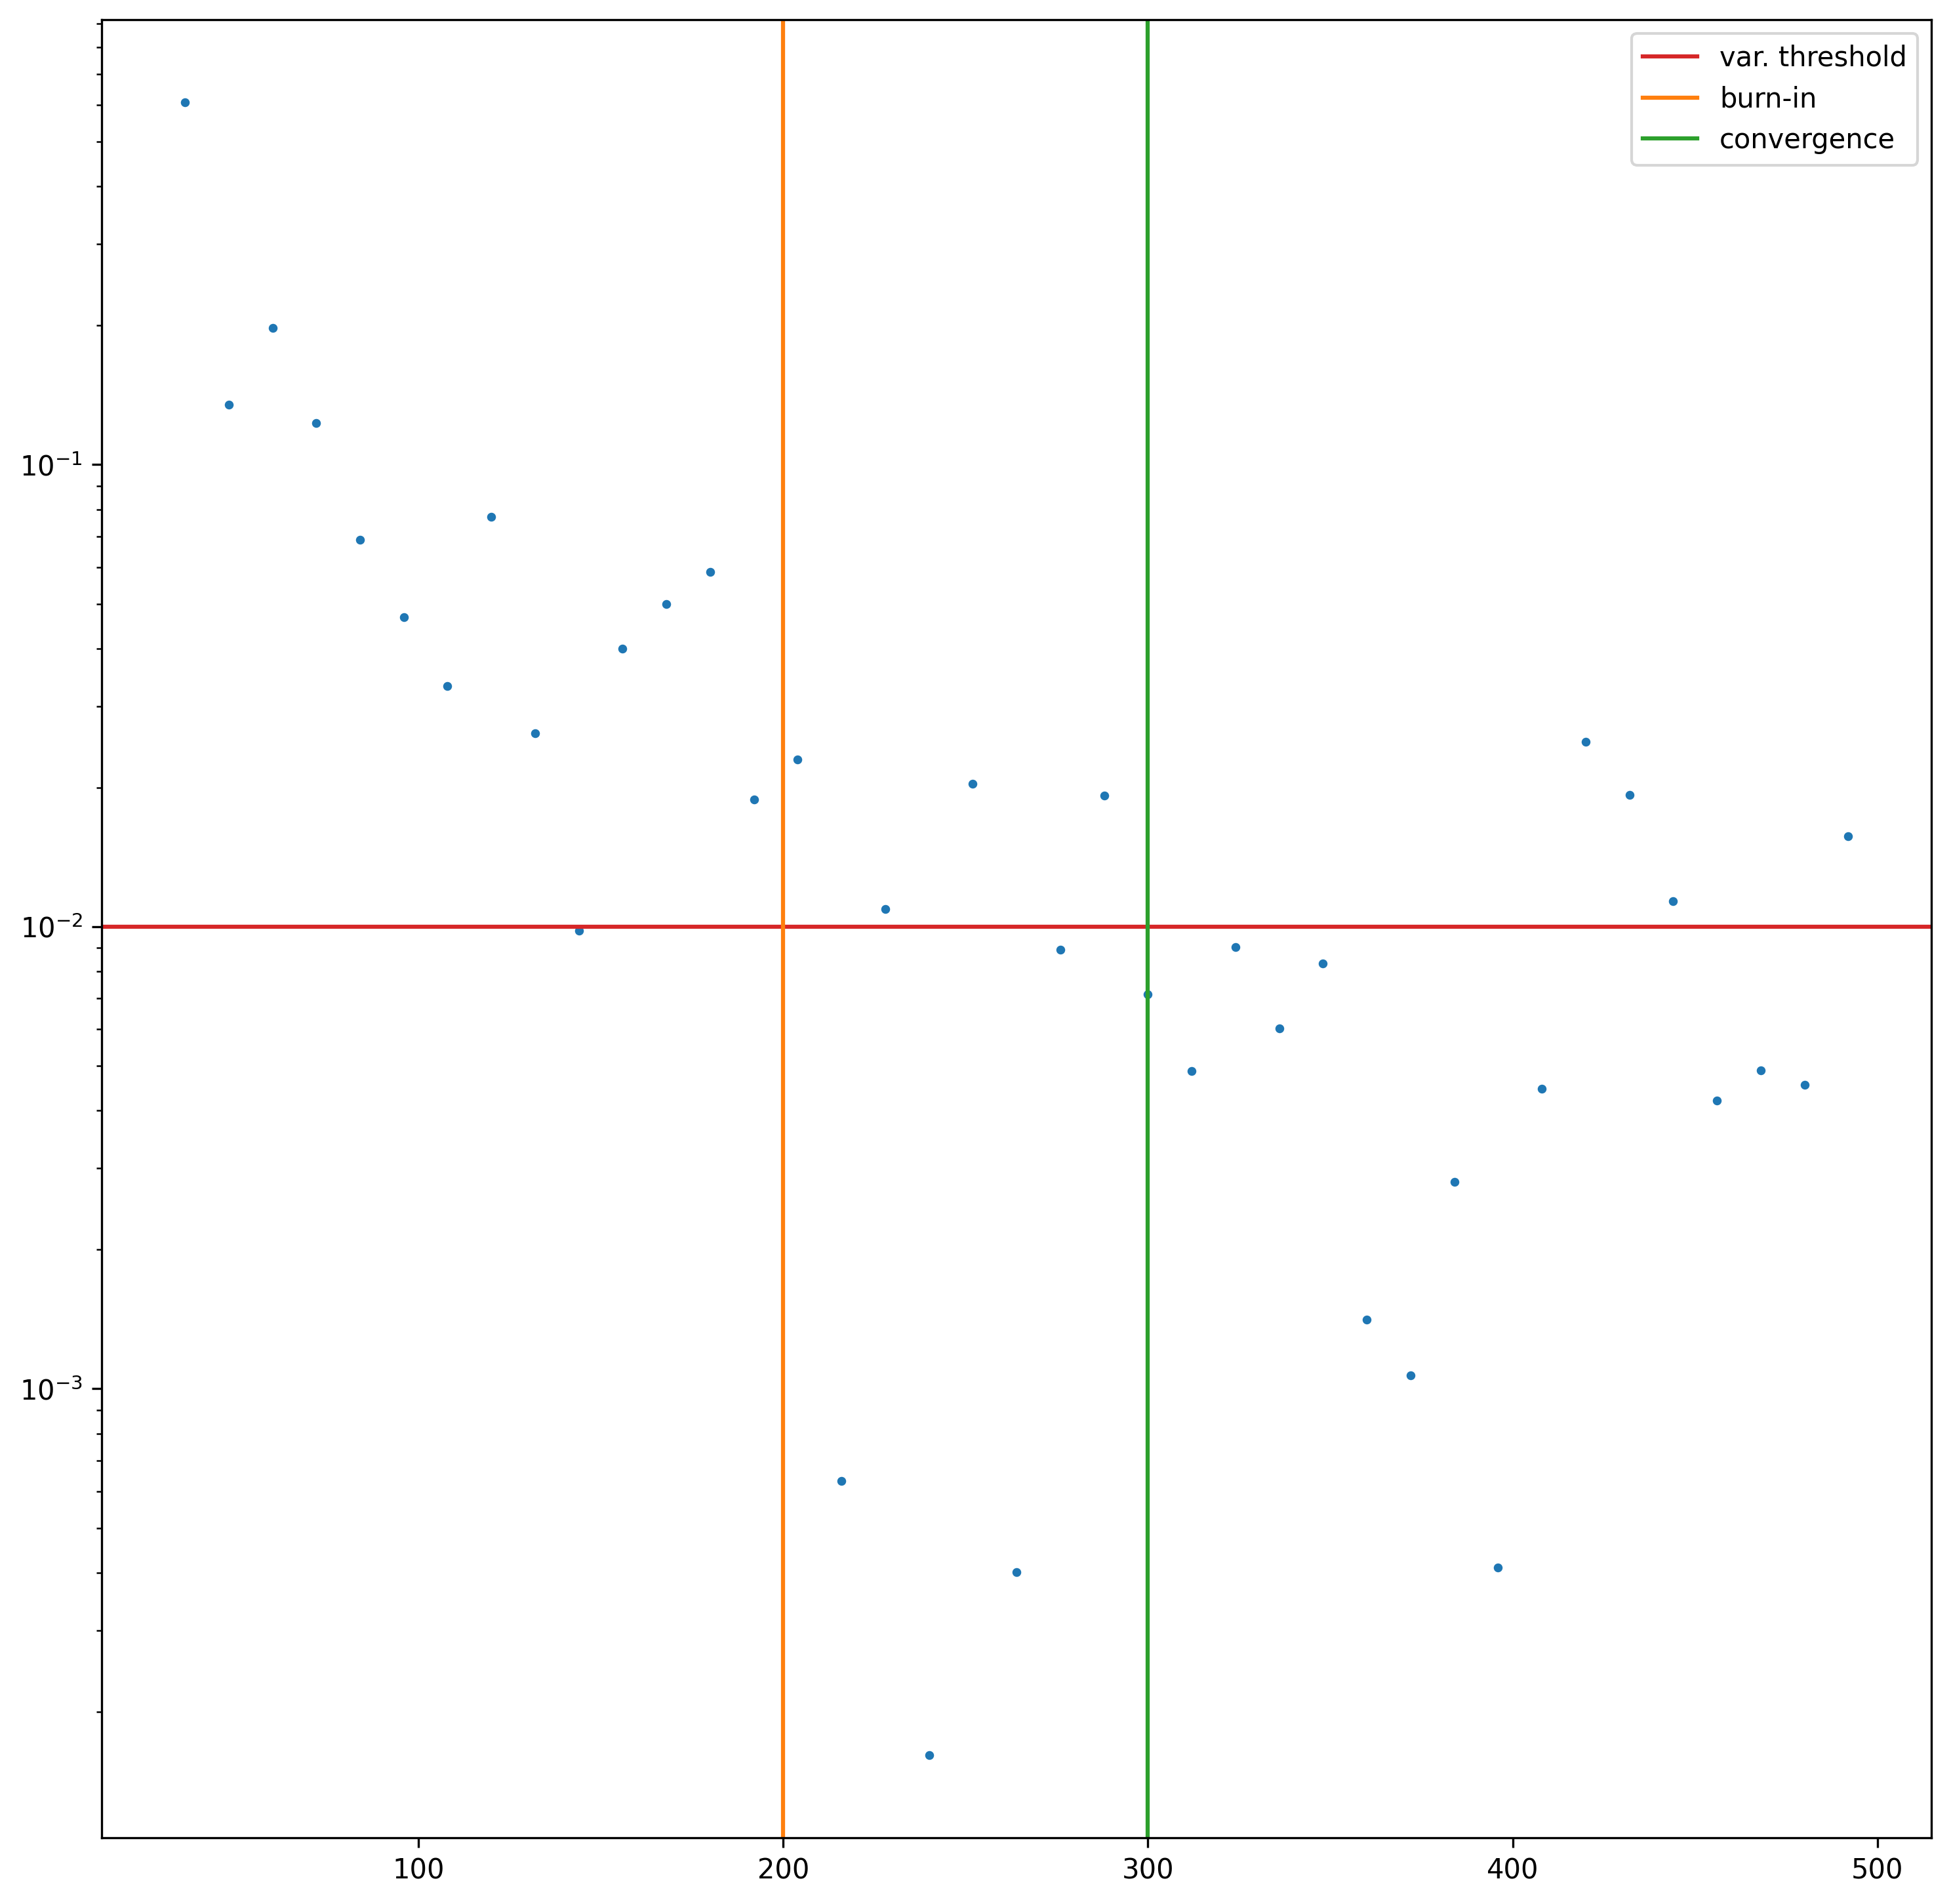 var. threshold
burn-in
convergence
10⁻¹
10⁻²
10⁻³
100 200 300 400 500